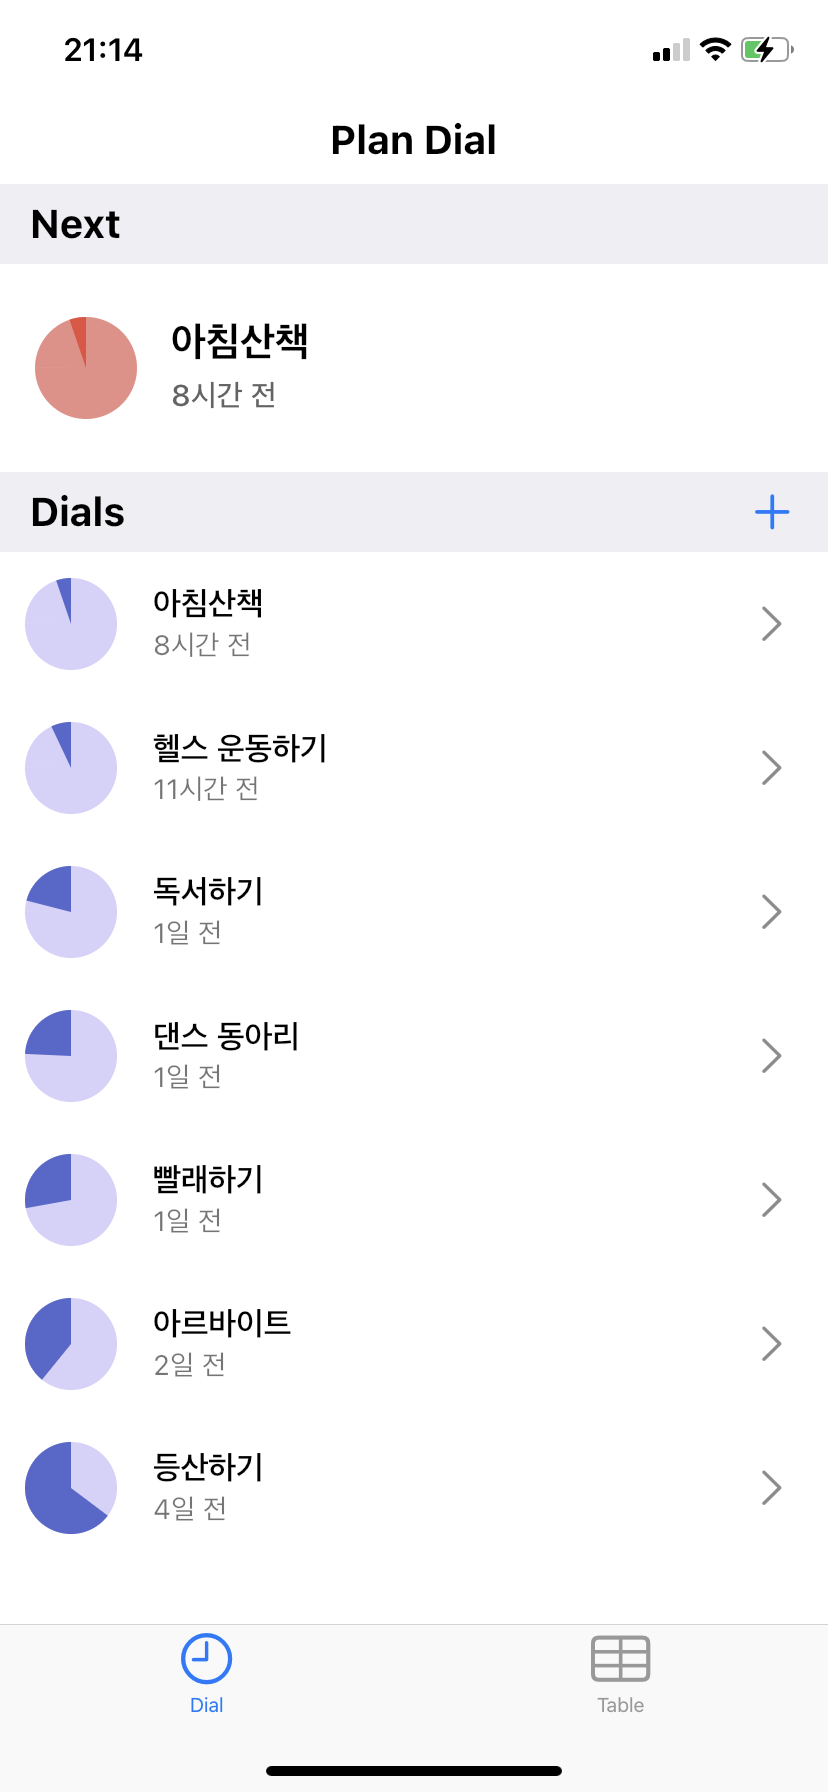 21:14
Plan Dial
Next
아침산책
8시간 전
Dials
아침산책
8시간 전
헬스 운동하기
11시간 전
독서하기
1일 전
댄스 동아리
1일 전
빨래하기
1일 전
아르바이트
2일 전
등산하기
4일 전
Dial
Table